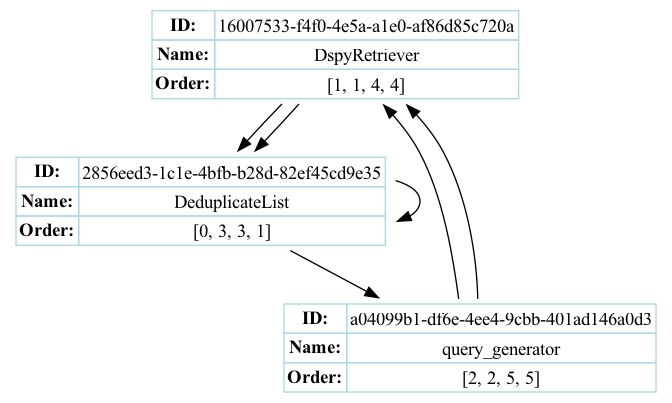 ID: 16007533-f4f0-4e5a-a1e0-af86d85c720a
Name: DspyRetriever
Order: [1, 1, 4, 4]
ID: 2856eed3-1c1e-4bfb-b28d-82ef45cd9e35
Name: DeduplicateList
Order: [0, 3, 3, 1]
ID: a04099b1-df6e-4ee4-9cbb-401ad146a0d3
Name: query_generator
Order: [2, 2, 5, 5]